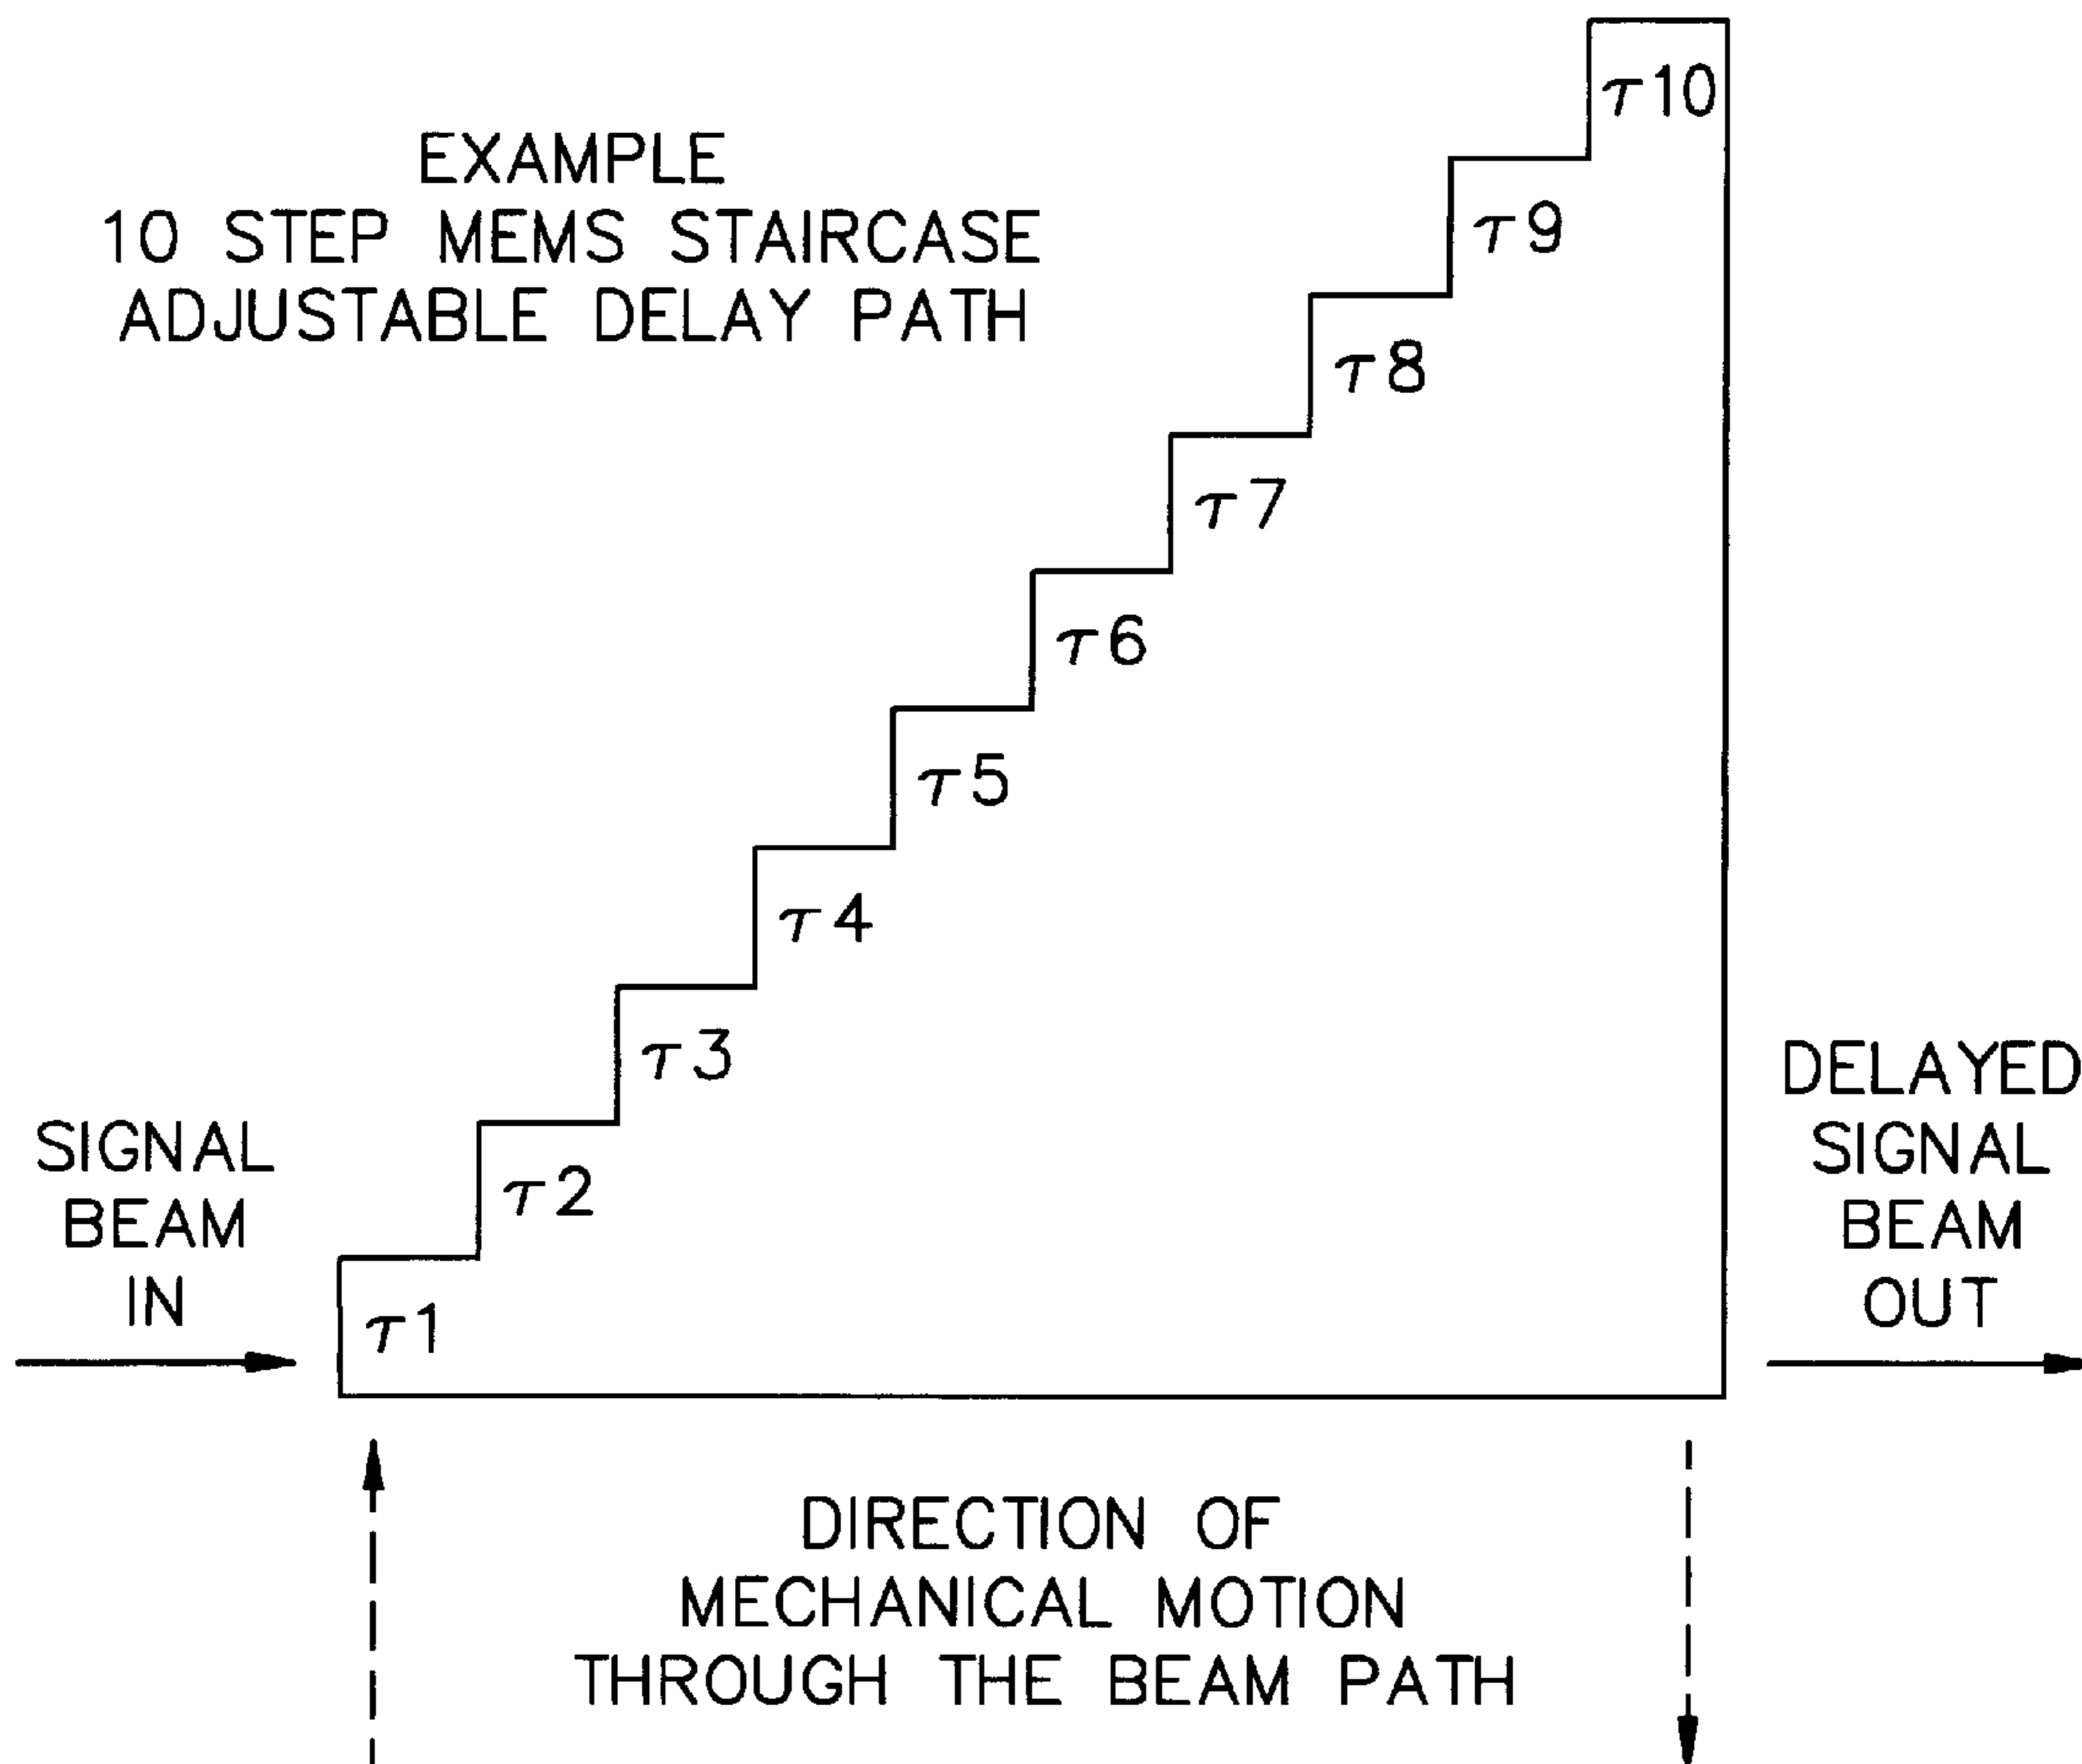 EXAMPLE
10 STEP MEMS STAIRCASE
ADJUSTABLE DELAY PATH
τ10
τ9
τ8
τ7
τ6
τ5
τ4
τ3
τ2
τ1
SIGNAL
BEAM
IN
DELAYED
SIGNAL
BEAM
OUT
DIRECTION OF
MECHANICAL MOTION
THROUGH THE BEAM PATH